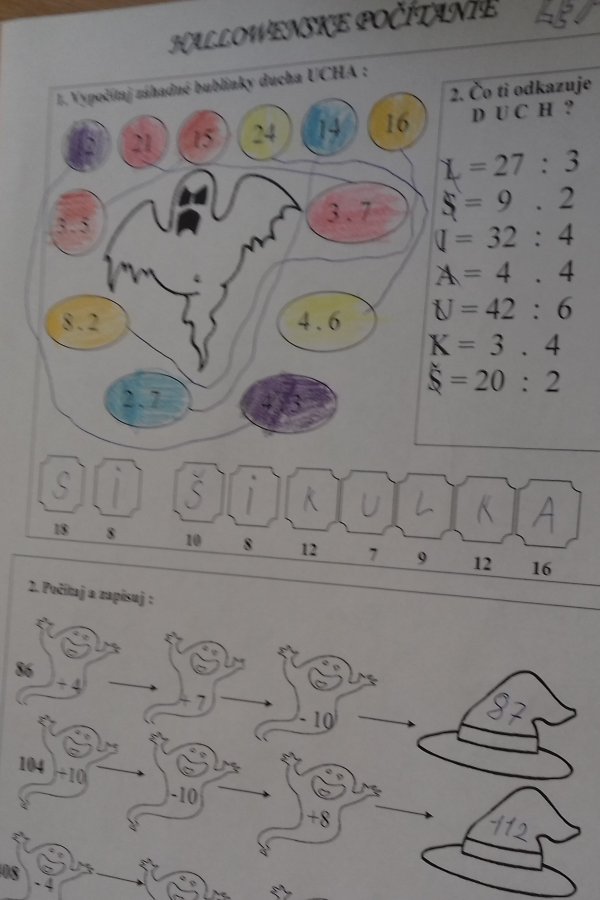 HALLOWENSKE POČÍTANIE
1. Vypočítaj záhadné bublinky ducha UCHA :
12 21 15 24 14 16
3 . 5
3 . 7
8 . 2
4 . 6
2 . 7
4 . 3
2. Čo ti odkazuje
D U C H ?
L = 27 : 3
S = 9 . 2
I = 32 : 4
A = 4 . 4
U = 42 : 6
K = 3 . 4
Š = 20 : 2
S i Š i K U L K A
18 8 10 8 12 7 9 12 16
2. Počítaj a zapisuj :
86 + 4 + 7 - 10 87
104 +10 -10 +8 112
- 4